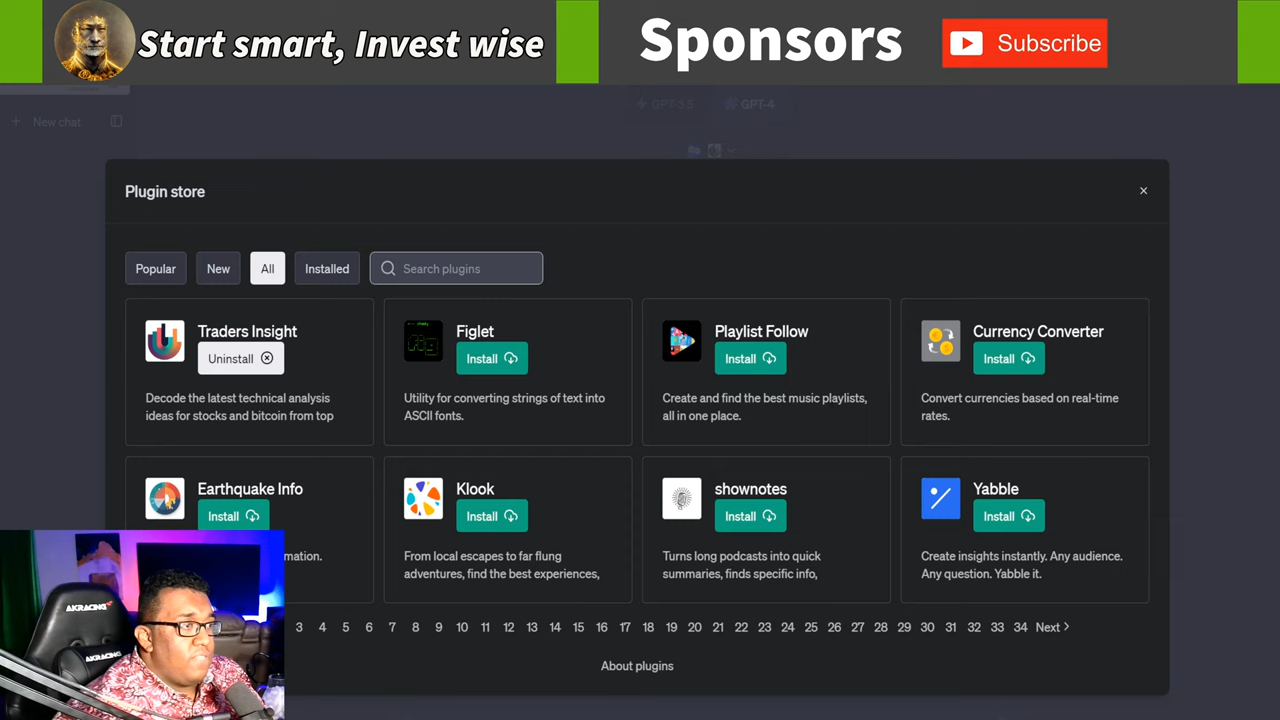 Start smart, Invest wise
Sponsors
Subscribe
GPT-3.5
GPT-4
New chat
Plugin store
Popular
New
All
Installed
Search plugins
Traders Insight
Uninstall
Decode the latest technical analysis
ideas for stocks and bitcoin from top
Figlet
Install
Utility for converting strings of text into
ASCII fonts.
Playlist Follow
Install
Create and find the best music playlists,
all in one place.
Currency Converter
Install
Convert currencies based on real-time
rates.
Earthquake Info
Install
mation.
Klook
Install
From local escapes to far flung
adventures, find the best experiences,
shownotes
Install
Turns long podcasts into quick
summaries, finds specific info,
Yabble
Install
Create insights instantly. Any audience.
Any question. Yabble it.
3 4 5 6 7 8 9 10 11 12 13 14 15 16 17 18 19 20 21 22 23 24 25 26 27 28 29 30 31 32 33 34 Next
About plugins
AKRACING
AKRACING